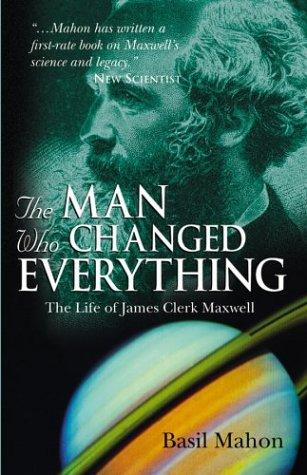 “…Mahon has written a
first-rate book on Maxwell’s
science and legacy.”
NEW SCIENTIST
The MAN
Who CHANGED
EVERYTHING
The Life of James Clerk Maxwell
Basil Mahon